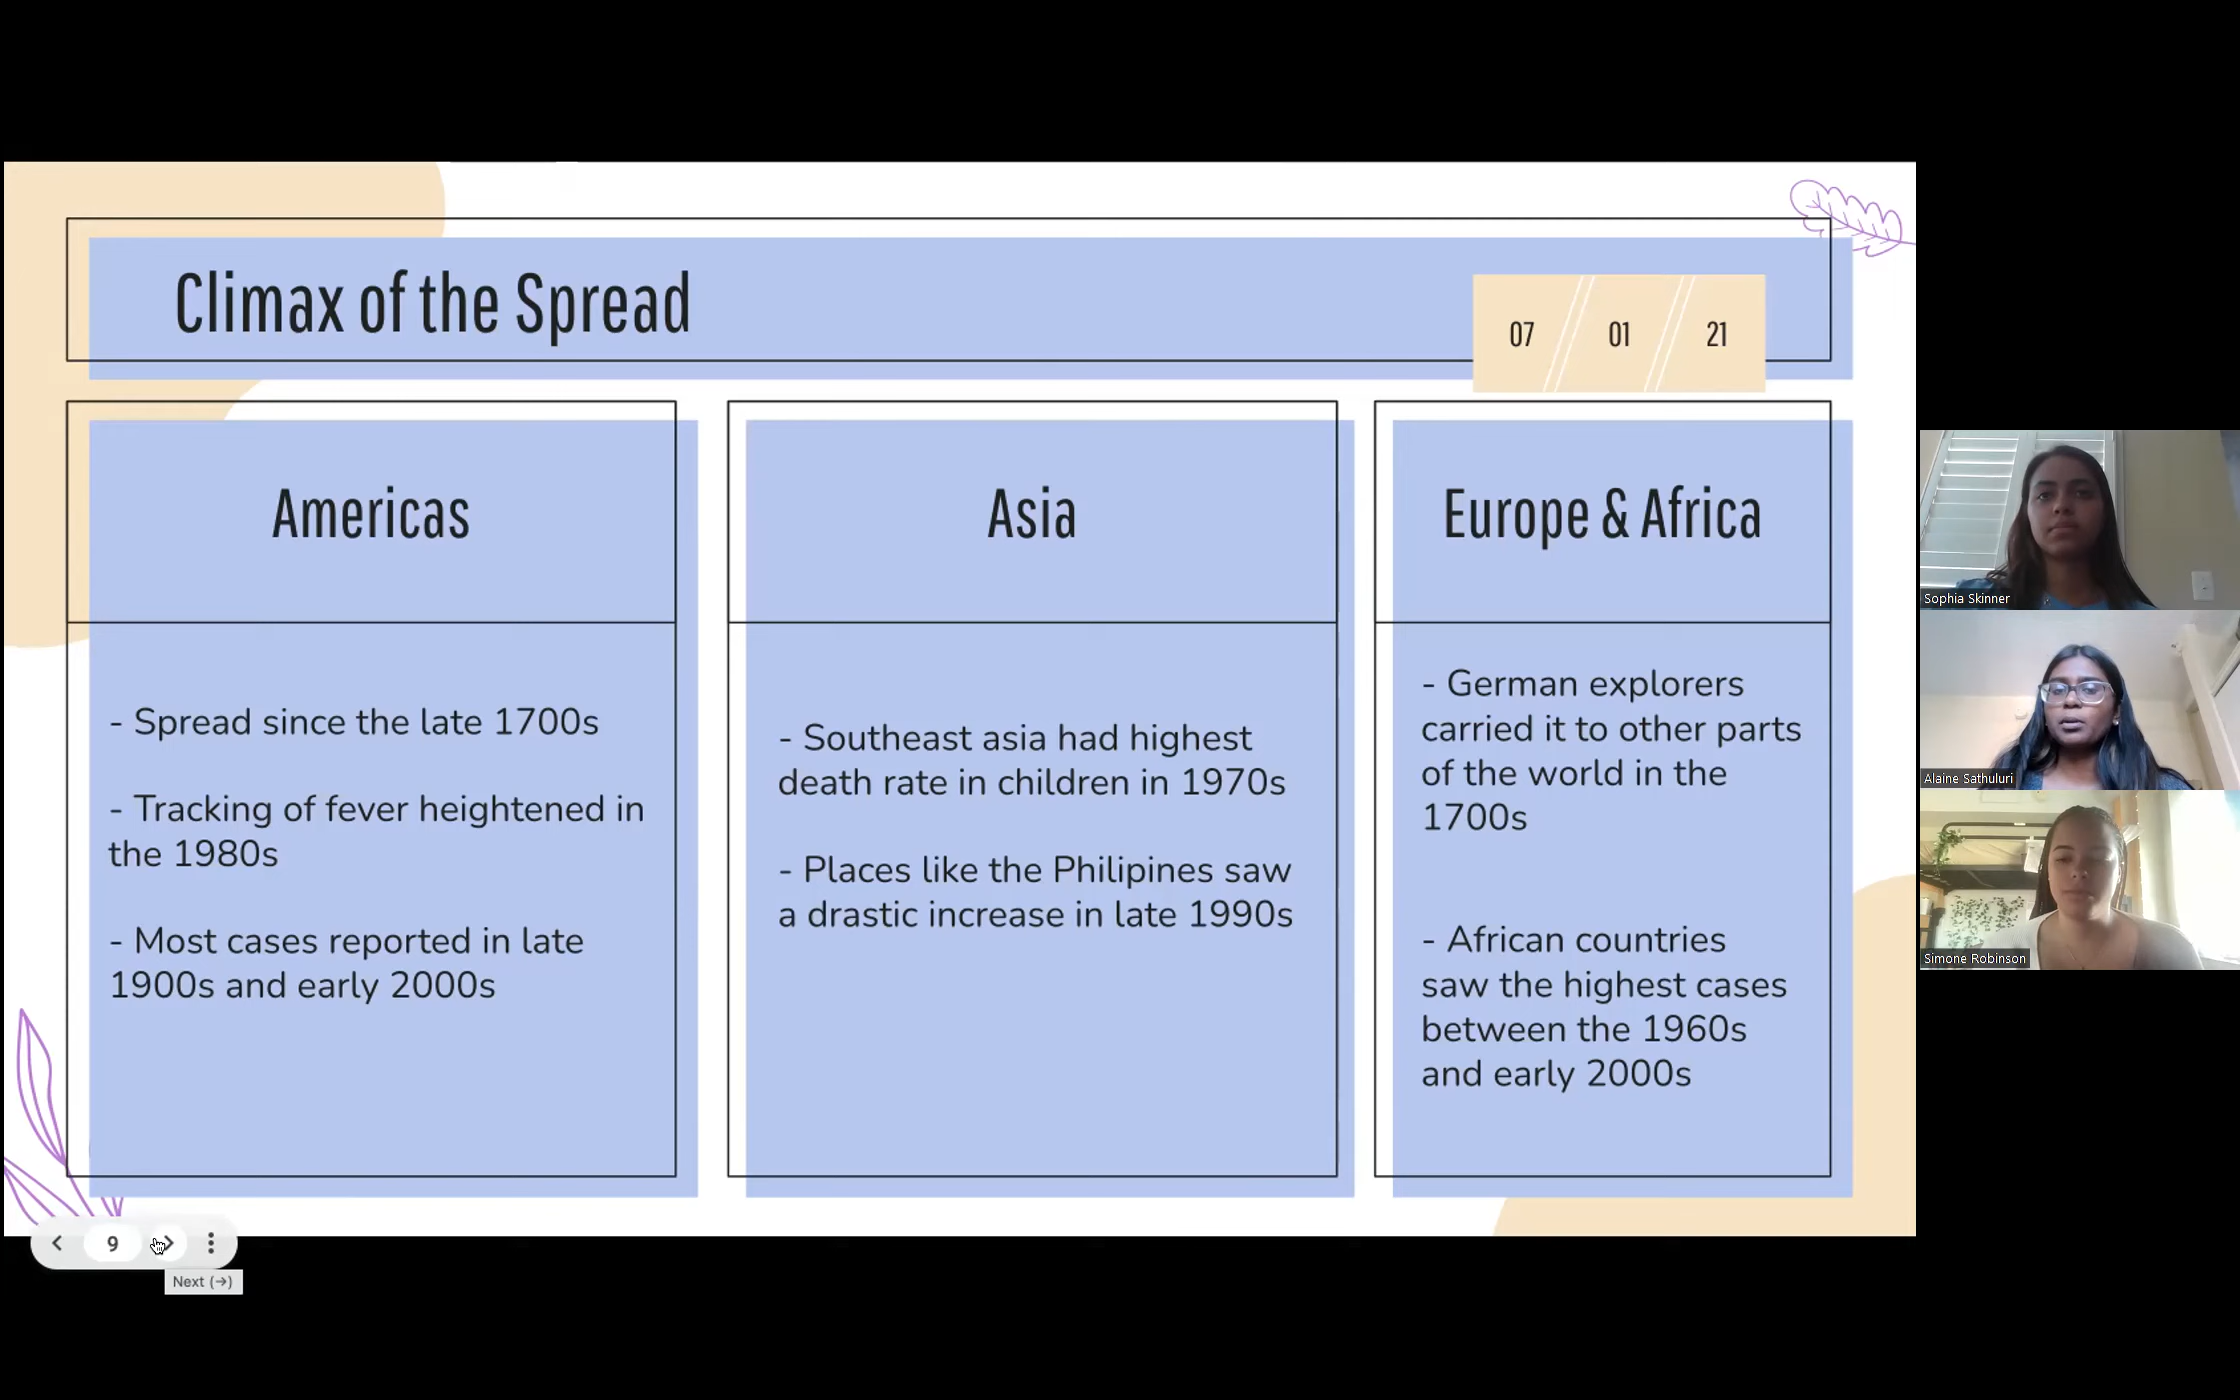 Climax of the Spread
07
01
21
Americas
- Spread since the late 1700s
- Tracking of fever heightened in
the 1980s
- Most cases reported in late
1900s and early 2000s
Asia
- Southeast asia had highest
death rate in children in 1970s
- Places like the Philipines saw
a drastic increase in late 1990s
Europe & Africa
- German explorers
carried it to other parts
of the world in the
1700s
- African countries
saw the highest cases
between the 1960s
and early 2000s
Sophia Skinner
Alaine Sathuluri
Simone Robinson
9
Next (→)